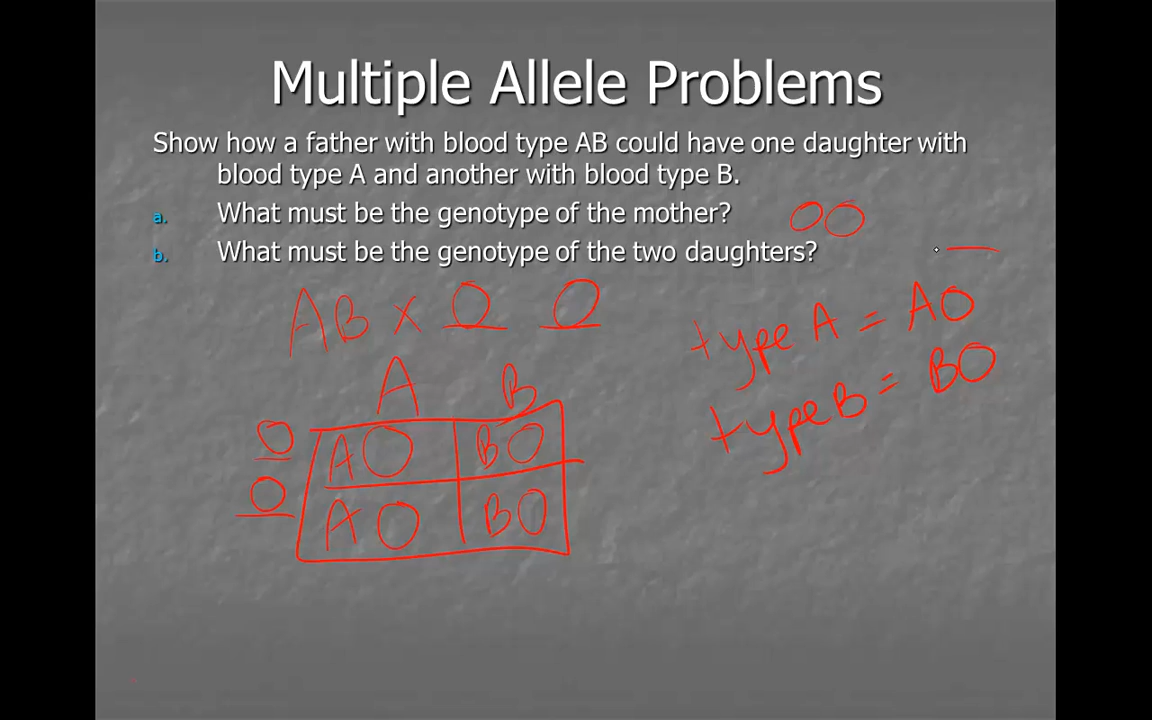 Multiple Allele Problems
Show how a father with blood type AB could have one daughter with
blood type A and another with blood type B.
a. What must be the genotype of the mother? OO
b. What must be the genotype of the two daughters?
AB x O O
type A = AO
type B = BO
A B
O AO BO
O AO BO